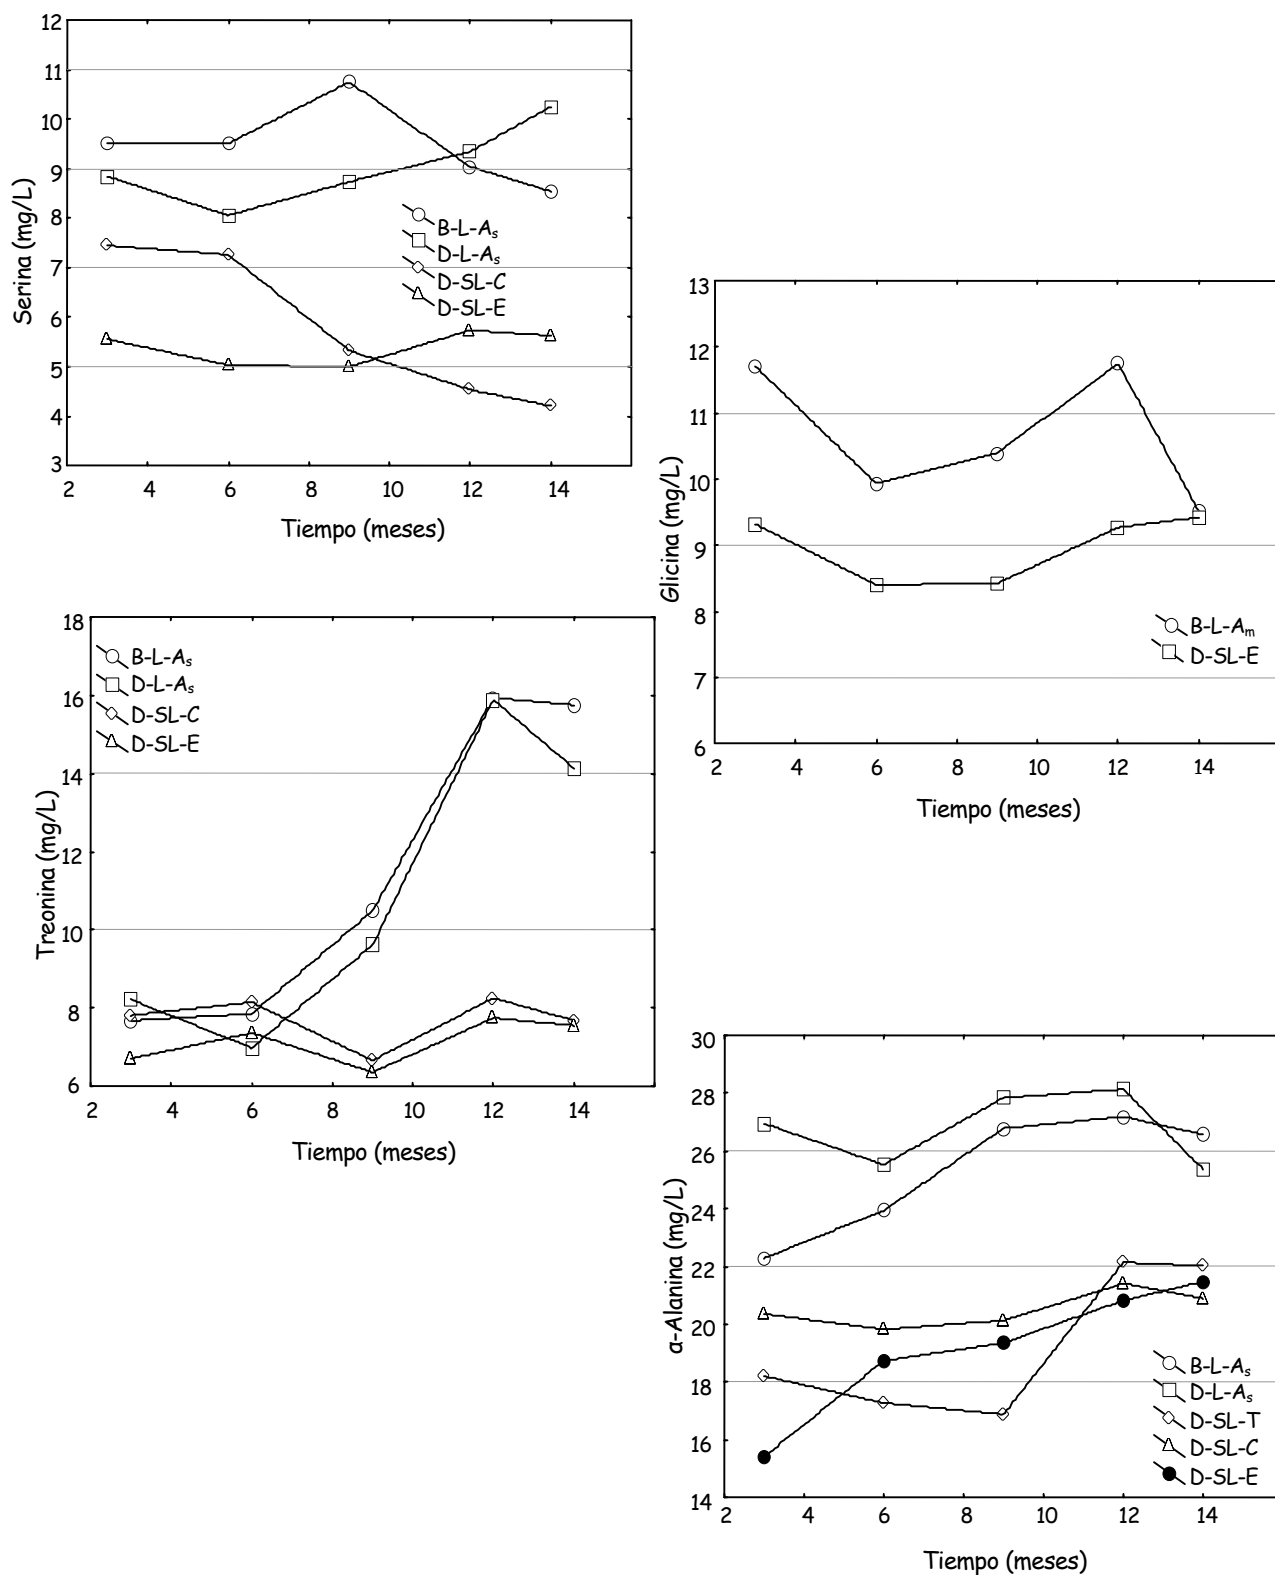 12
11
10
9
8
7
6
5
4
3
Serina (mg/L)
B-L-As
D-L-As
D-SL-C
D-SL-E
2 4 6 8 10 12 14
Tiempo (meses)
13
12
11
10
9
8
7
6
Glicina (mg/L)
B-L-Am
D-SL-E
2 4 6 8 10 12 14
Tiempo (meses)
18
16
14
12
10
8
6
Treonina (mg/L)
B-L-As
D-L-As
D-SL-C
D-SL-E
2 4 6 8 10 12 14
Tiempo (meses)
30
28
26
24
22
20
18
16
14
α-Alanina (mg/L)
B-L-As
D-L-As
D-SL-T
D-SL-C
D-SL-E
2 4 6 8 10 12 14
Tiempo (meses)